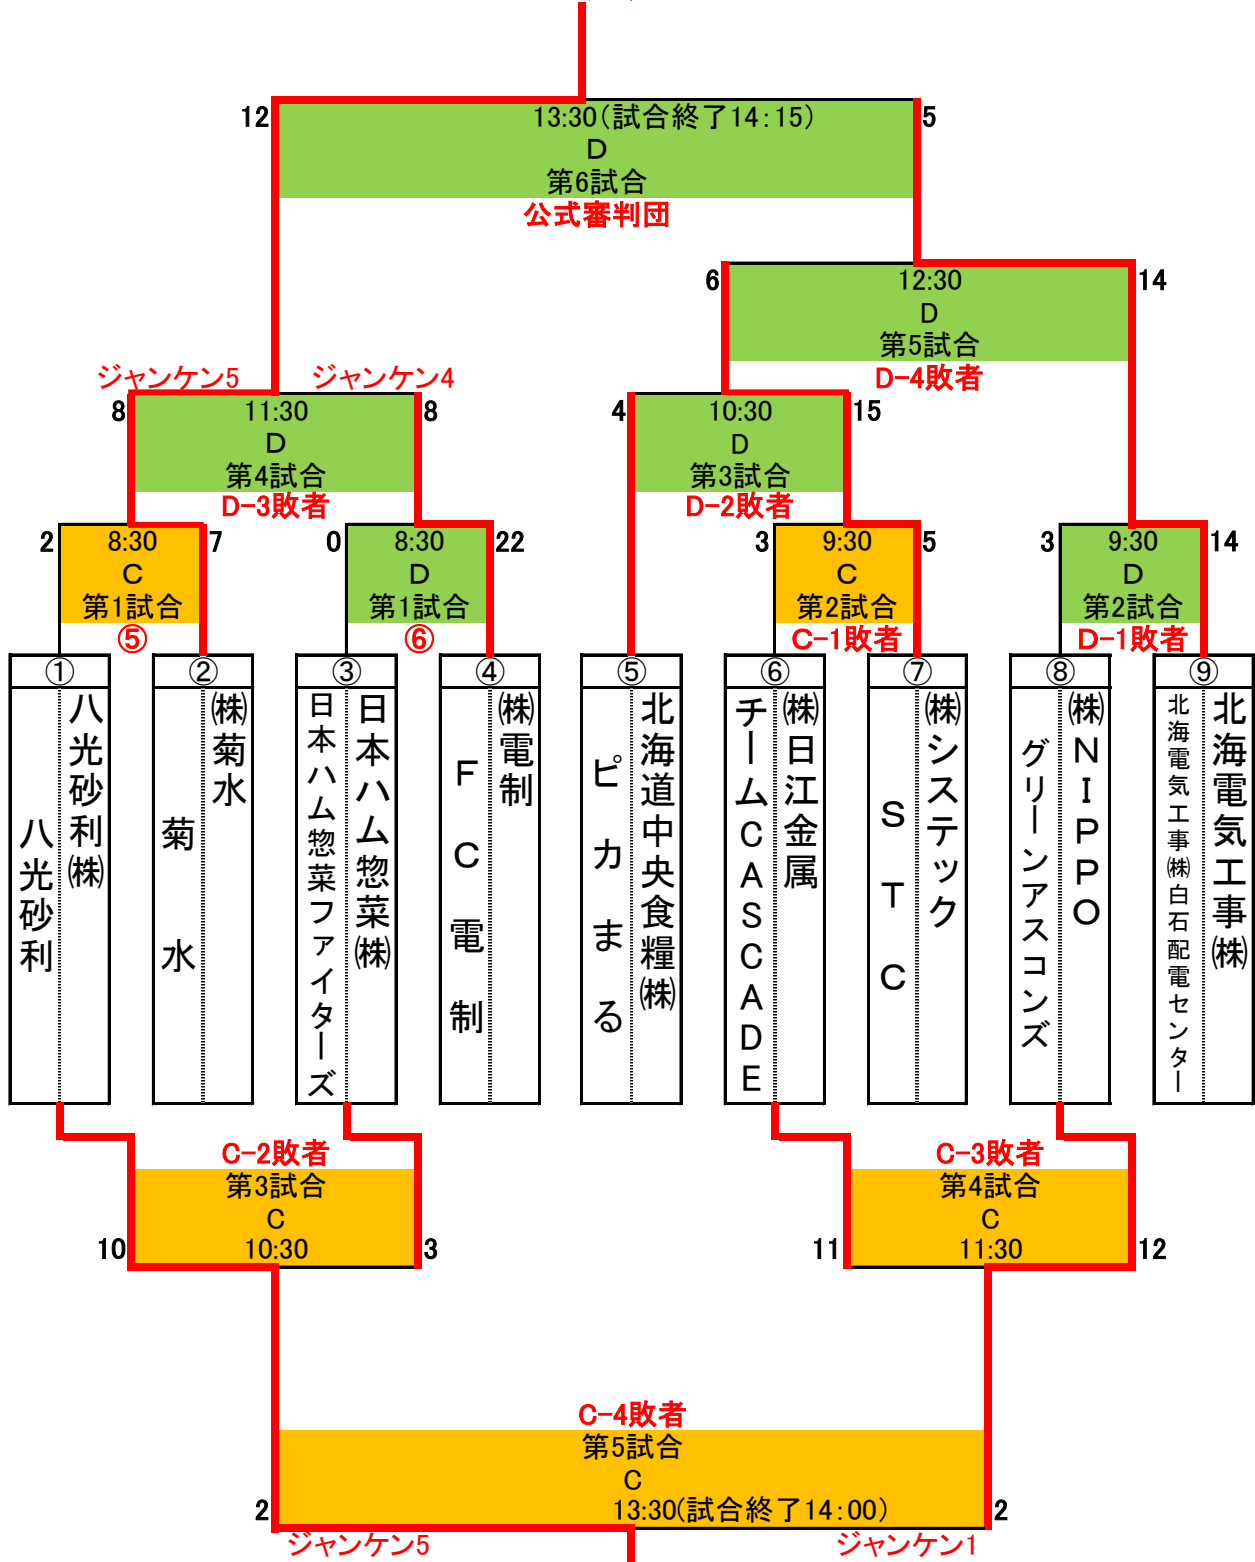 12
13:30(試合終了14:15)
5
D
第6試合
公式審判団
6
12:30
14
D
第5試合
D-4敗者
ジャンケン5
ジャンケン4
8
11:30
8
D
第4試合
D-3敗者
4
10:30
15
D
第3試合
D-2敗者
2
8:30
7
C
第1試合
⑤
0
8:30
22
D
第1試合
⑥
3
9:30
5
C
第2試合
C-1敗者
3
9:30
14
D
第2試合
D-1敗者
①
八光砂利㈱
八光砂利
②
㈱菊水
菊水
③
日本ハム惣菜㈱
日本ハム惣菜ファイターズ
④
㈱電制
FC電制
⑤
北海道中央食糧㈱
ピカまる
⑥
㈱日江金属
チームCASCADE
⑦
㈱システック
STC
⑧
㈱NIPPO
グリーンアスコンズ
⑨
北海電気工事㈱
北海電気工事㈱白石配電センター
C-2敗者
第3試合
C
10
10:30
3
C-3敗者
第4試合
C
11
11:30
12
C-4敗者
第5試合
C
2
13:30(試合終了14:00)
2
ジャンケン5
ジャンケン1